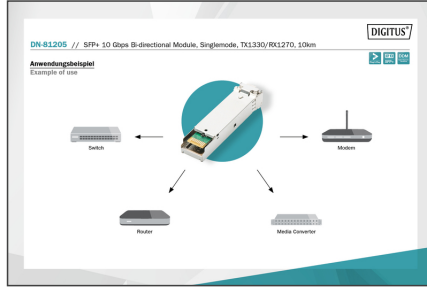 DIGITUS®
DN-81205 // SFP+ 10 Gbps Bi-directional Module, Singlemode, TX1330/RX1270, 10km
Anwendungsbeispiel
Example of use
Switch
Modem
Router
Media Converter